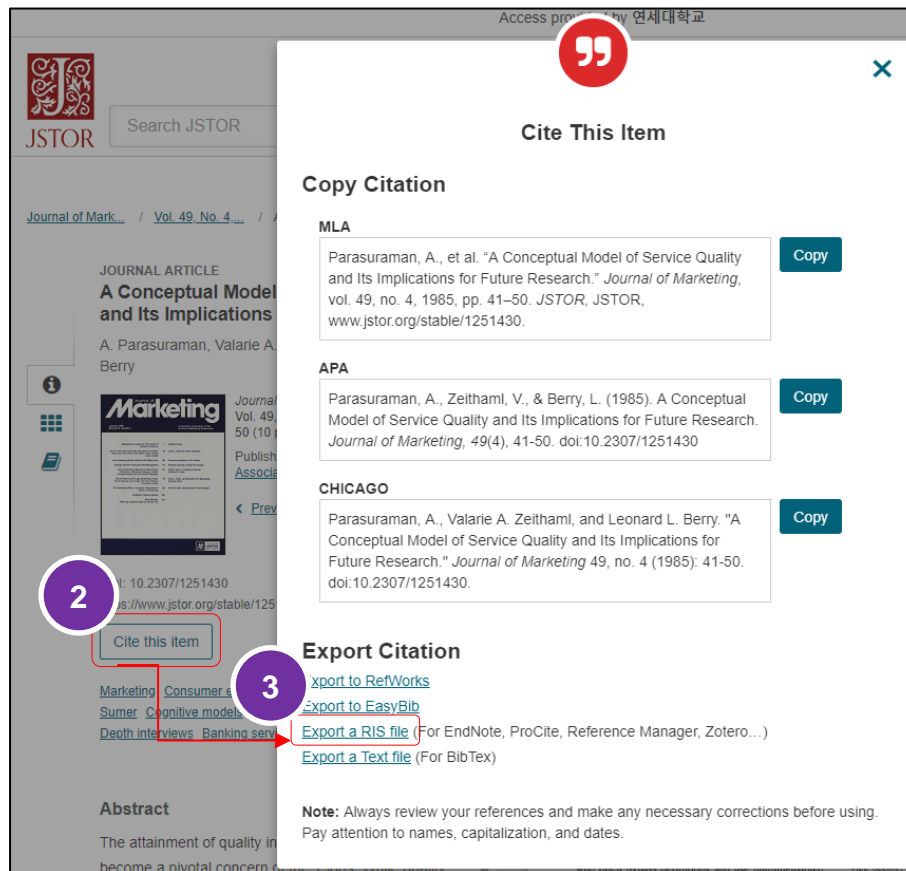 Access provided by 연세대학교
JSTOR
Search JSTOR
Journal of Mark... / Vol. 49, No. 4,... /
JOURNAL ARTICLE
A Conceptual Model
and Its Implications
A. Parasuraman, Valarie A.
Berry
Marketing
Journal
Vol. 49,
50 (10
Publish
Associa
Prev
10.2307/1251430
www.jstor.org/stable/125
2
Cite this item
Marketing Consumer
Sumer Cognitive models
Depth interviews Banking serv
Abstract
The attainment of quality in
become a pivotal concern
Cite This Item
Copy Citation
MLA
Parasuraman, A., et al. “A Conceptual Model of Service Quality
and Its Implications for Future Research.” Journal of Marketing,
vol. 49, no. 4, 1985, pp. 41–50. JSTOR, JSTOR,
www.jstor.org/stable/1251430.
Copy
APA
Parasuraman, A., Zeithaml, V., & Berry, L. (1985). A Conceptual
Model of Service Quality and Its Implications for Future Research.
Journal of Marketing, 49(4), 41-50. doi:10.2307/1251430
Copy
CHICAGO
Parasuraman, A., Valarie A. Zeithaml, and Leonard L. Berry. "A
Conceptual Model of Service Quality and Its Implications for
Future Research." Journal of Marketing 49, no. 4 (1985): 41-50.
doi:10.2307/1251430.
Copy
Export Citation
3
xport to RefWorks
Export to EasyBib
Export a RIS file (For EndNote, ProCite, Reference Manager, Zotero…)
Export a Text file (For BibTex)
Note: Always review your references and make any necessary corrections before using.
Pay attention to names, capitalization, and dates.